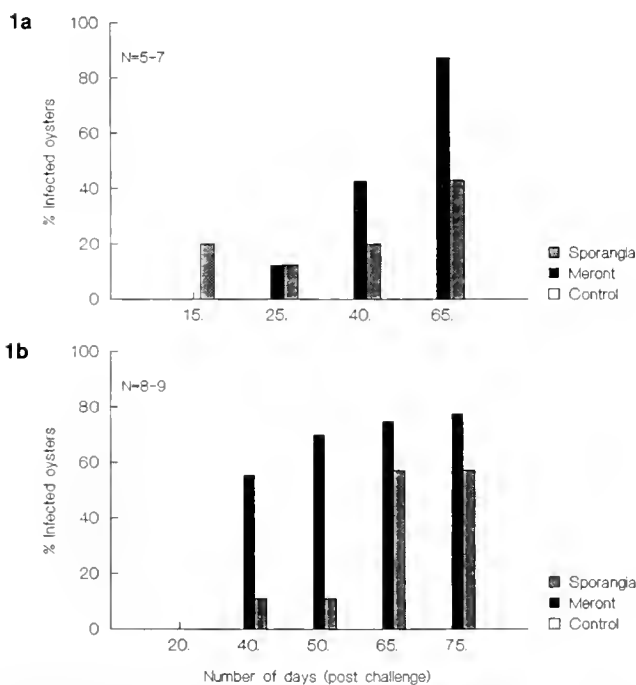 1a
100
80
60
40
20
0
% Infected oysters
N=5-7
15. 25. 40. 65.
Sporangia
Meront
Control
1b
100
80
60
40
20
0
% Infected oysters
N=8-9
20. 40. 50. 65. 75.
Sporangia
Meront
Control
Number of days (post challenge)